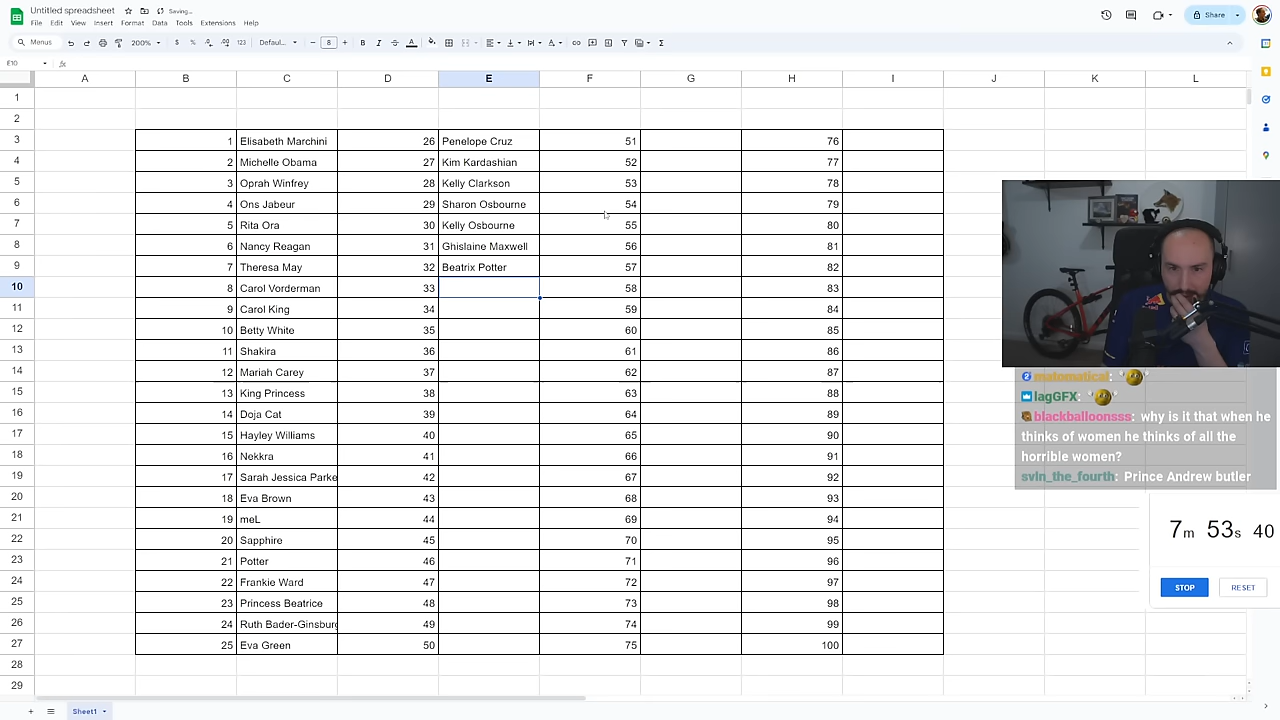 Untitled spreadsheet Saving...
File Edit View Insert Format Data Tools Extensions Help
Share
Menus 200% $ % .0 .00 123 Defaul... 8 B I A
E10 fx
A B C D E F G H I J K L
1
2
3 1 Elisabeth Marchini 26 Penelope Cruz 51 76
4 2 Michelle Obama 27 Kim Kardashian 52 77
5 3 Oprah Winfrey 28 Kelly Clarkson 53 78
6 4 Ons Jabeur 29 Sharon Osbourne 54 79
7 5 Rita Ora 30 Kelly Osbourne 55 80
8 6 Nancy Reagan 31 Ghislaine Maxwell 56 81
9 7 Theresa May 32 Beatrix Potter 57 82
10 8 Carol Vorderman 33 58 83
11 9 Carol King 34 59 84
12 10 Betty White 35 60 85
13 11 Shakira 36 61 86
14 12 Mariah Carey 37 62 87
15 13 King Princess 38 63 88
16 14 Doja Cat 39 64 89
17 15 Hayley Williams 40 65 90
18 16 Nekkra 41 66 91
19 17 Sarah Jessica Parke 42 67 92
20 18 Eva Brown 43 68 93
21 19 meL 44 69 94
22 20 Sapphire 45 70 95
23 21 Potter 46 71 96
24 22 Frankie Ward 47 72 97
25 23 Princess Beatrice 48 73 98
26 24 Ruth Bader-Ginsburg 49 74 99
27 25 Eva Green 50 75 100
28
29
matomatical:
lagGFX:
blackballoonsss: why is it that when he
thinks of women he thinks of all the
horrible women?
svln_the_fourth: Prince Andrew butler
7m 53s 40
STOP RESET
Sheet1